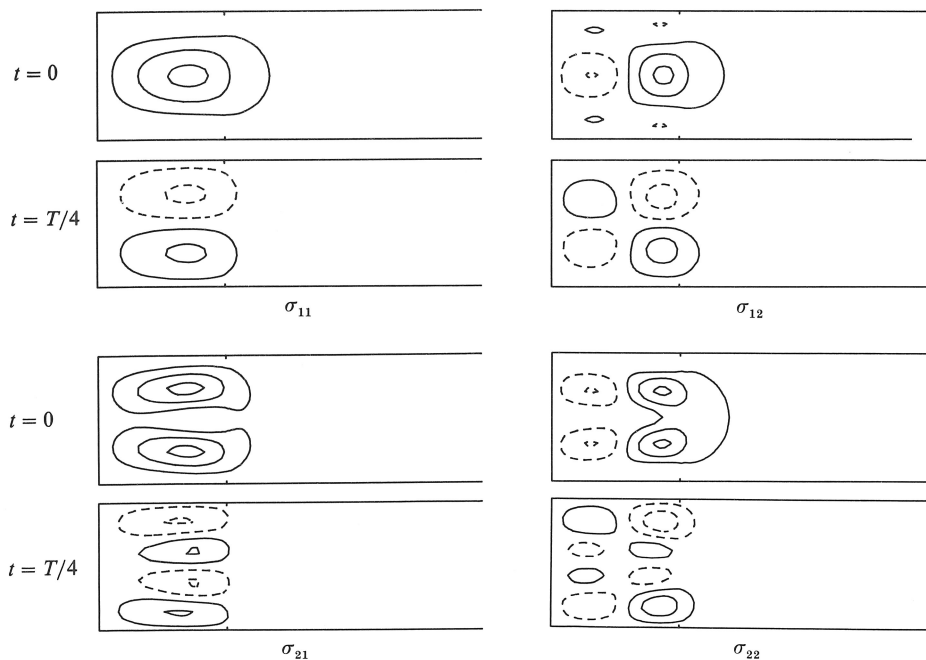 t = 0
t = T/4
σ₁₁
σ₁₂
t = 0
t = T/4
σ₂₁
σ₂₂